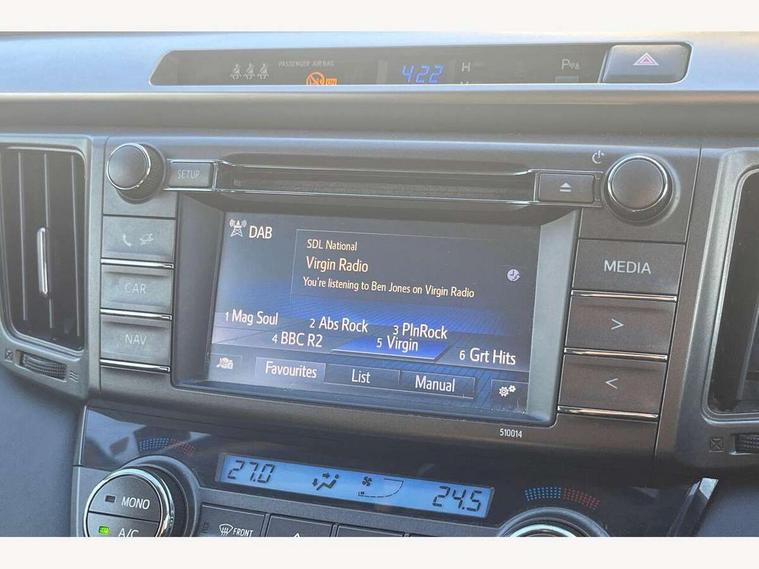 PASSENGER AIRBAG
ON
4:22
H
P
SETUP
DAB
SDL National
Virgin Radio
You're listening to Ben Jones on Virgin Radio
MEDIA
CAR
NAV
1 Mag Soul 2 Abs Rock 3 PlnRock
4 BBC R2 5 Virgin 6 Grt Hits
Favourites List Manual
>
<
510014
27.0 24.5
MONO
A/C
FRONT